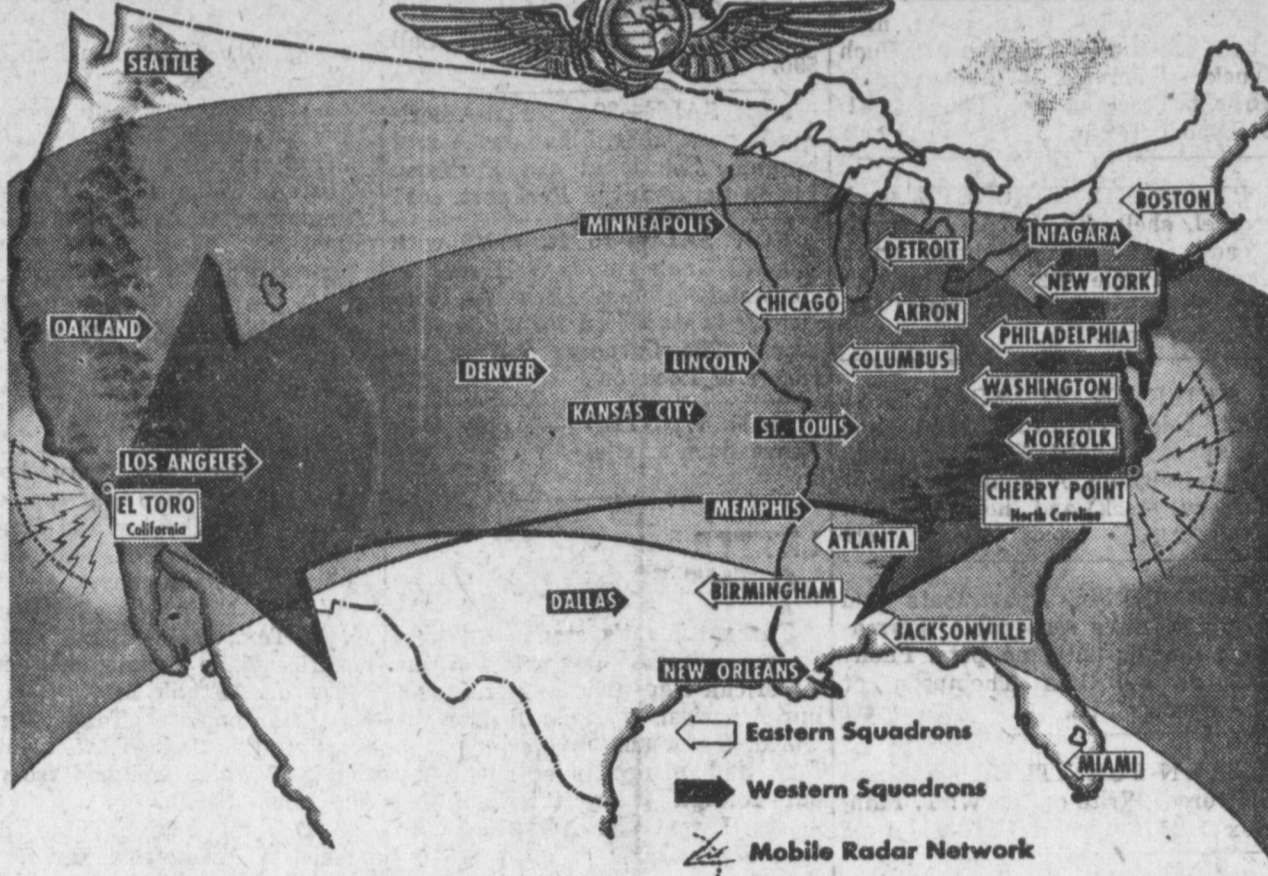 SEATTLE
BOSTON
MINNEAPOLIS
DETROIT
NIAGARA
NEW YORK
CHICAGO
AKRON
OAKLAND
PHILADELPHIA
DENVER
LINCOLN
COLUMBUS
WASHINGTON
KANSAS CITY
ST. LOUIS
NORFOLK
LOS ANGELES
EL TORO
California
CHERRY POINT
North Carolina
MEMPHIS
ATLANTA
DALLAS
BIRMINGHAM
JACKSONVILLE
NEW ORLEANS
Eastern Squadrons
MIAMI
Western Squadrons
Mobile Radar Network